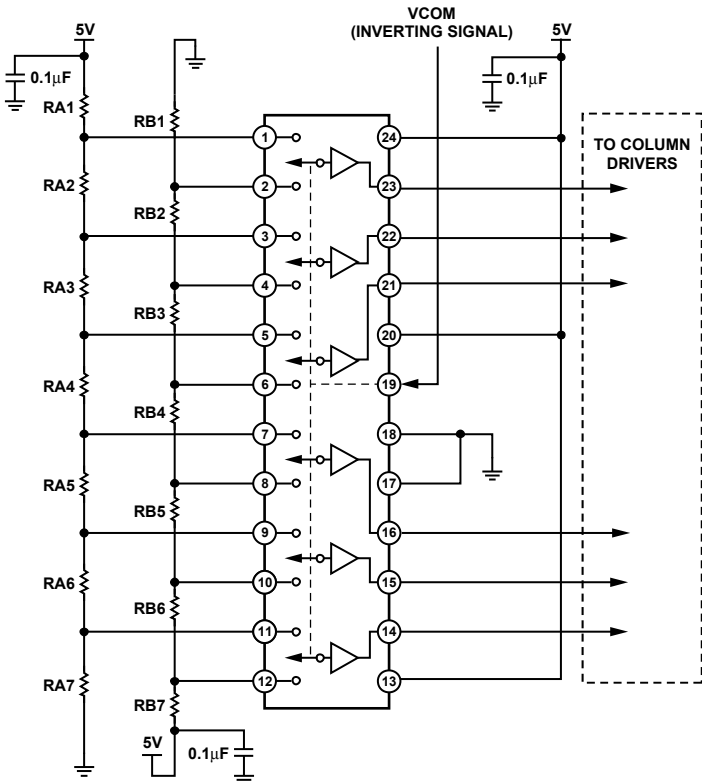 VCOM
(INVERTING SIGNAL)
5V
5V
0.1μF
0.1μF
RA1
RB1
1
24
TO COLUMN
DRIVERS
RA2
2
23
RB2
3
22
RA3
4
21
RB3
5
20
RA4
6
19
RB4
7
18
RA5
8
17
RB5
9
16
RA6
10
15
RB6
11
14
RA7
12
13
RB7
5V
0.1μF